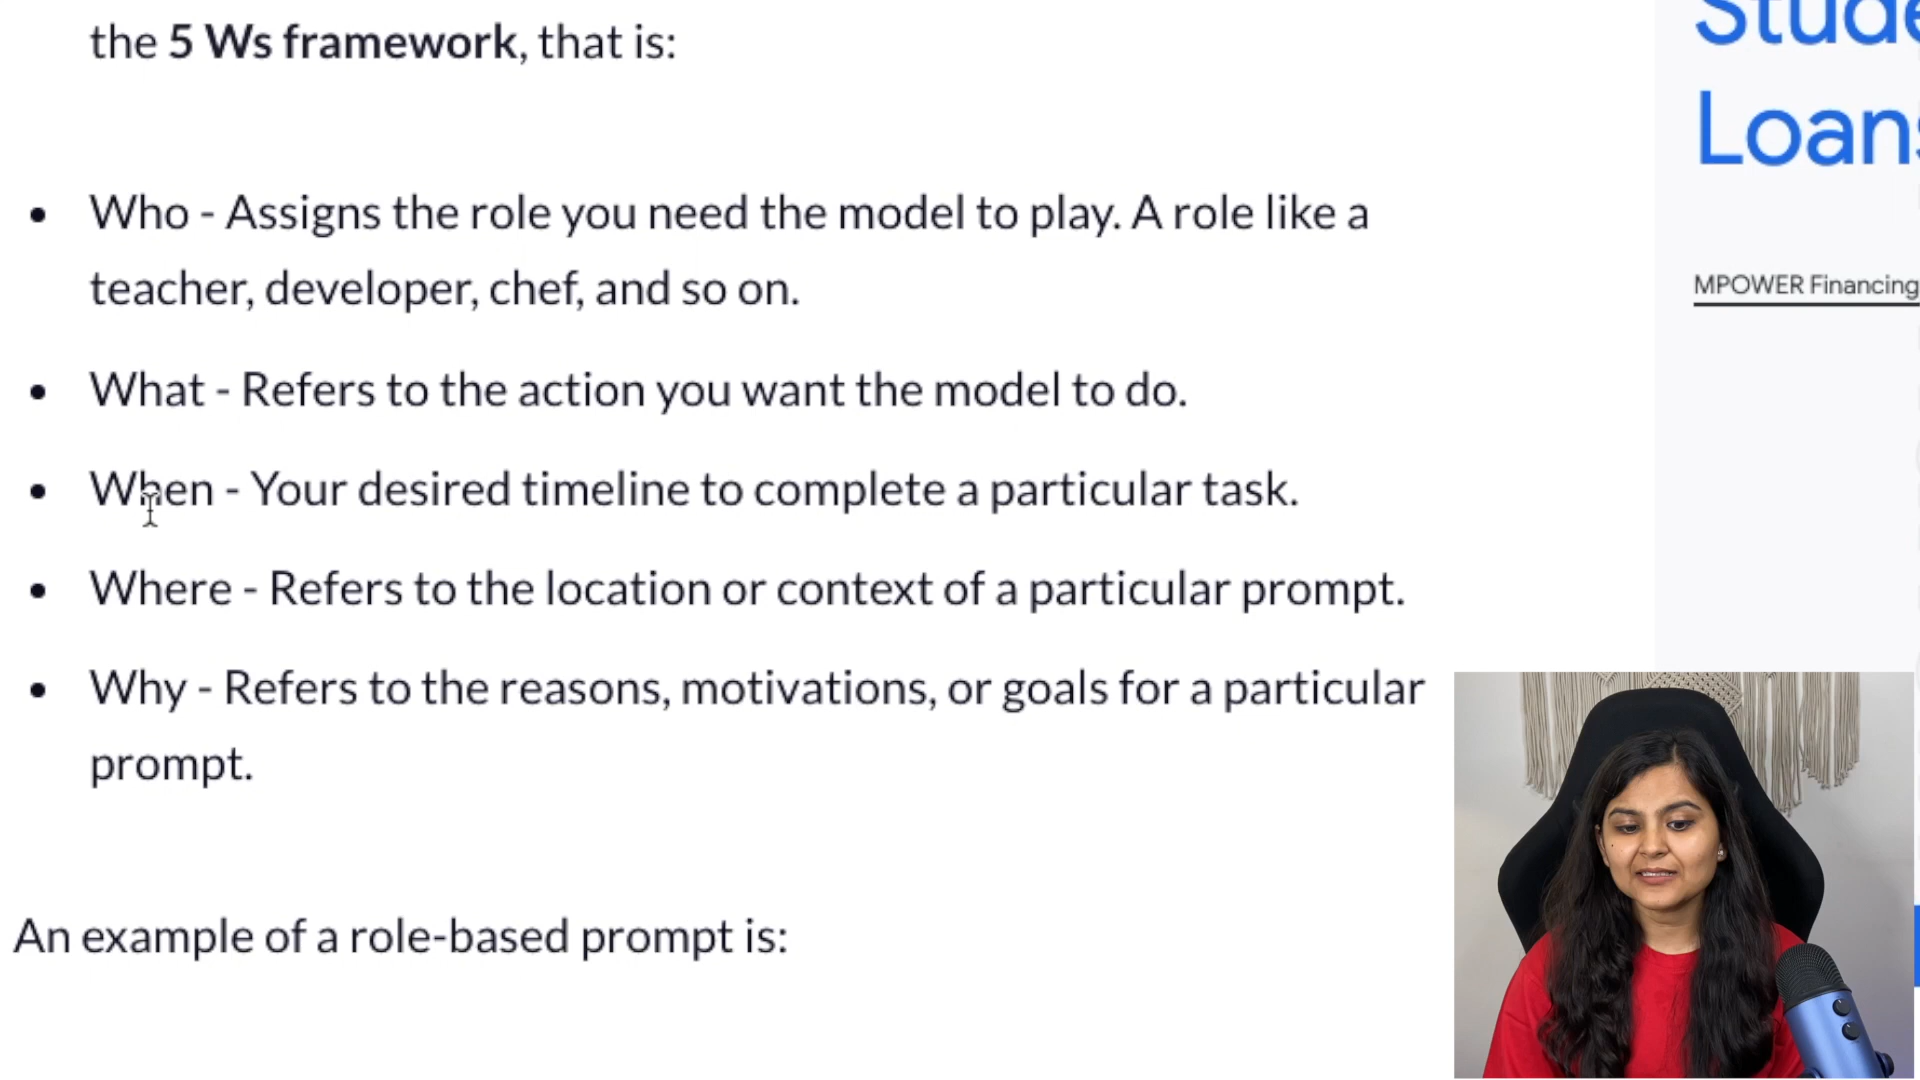 the 5 Ws framework, that is:
Who - Assigns the role you need the model to play. A role like a
teacher, developer, chef, and so on.
What - Refers to the action you want the model to do.
When - Your desired timeline to complete a particular task.
Where - Refers to the location or context of a particular prompt.
Why - Refers to the reasons, motivations, or goals for a particular
prompt.
An example of a role-based prompt is:
Stude
Loans
MPOWER Financing